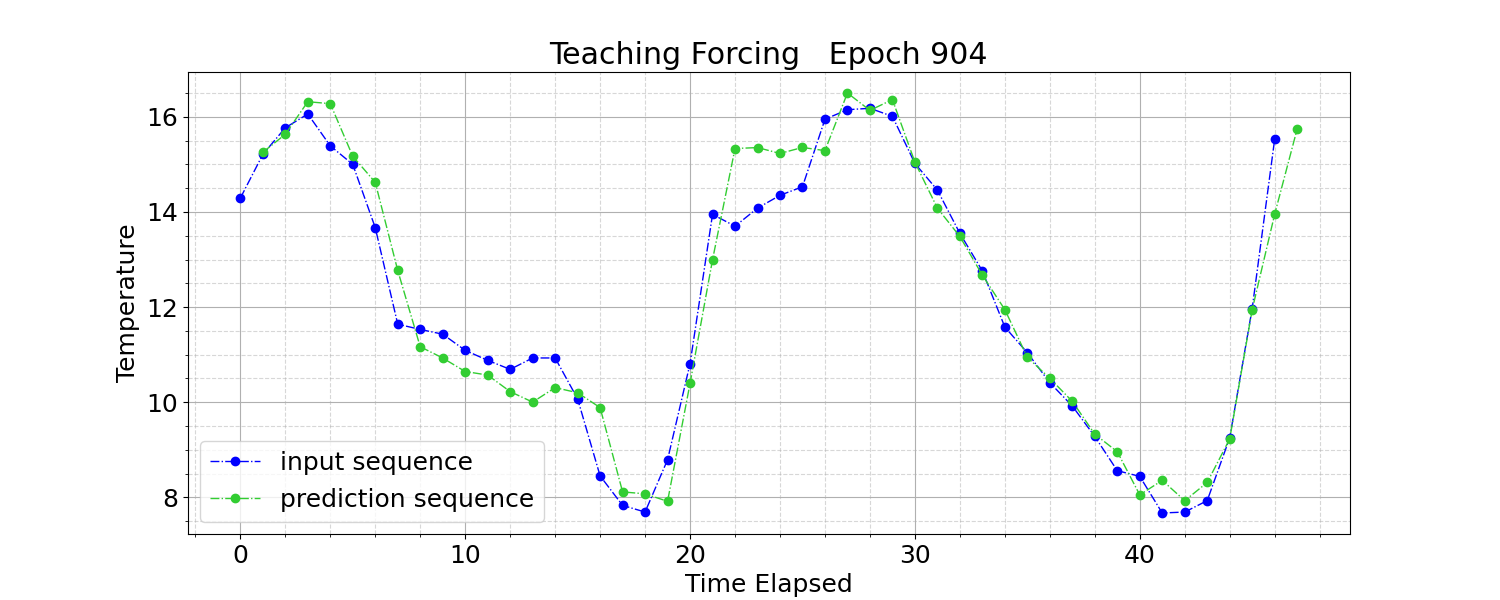 Teaching Forcing   Epoch 904
16
14
12
10
8
Temperature
input sequence
prediction sequence
0 10 20 30 40
Time Elapsed